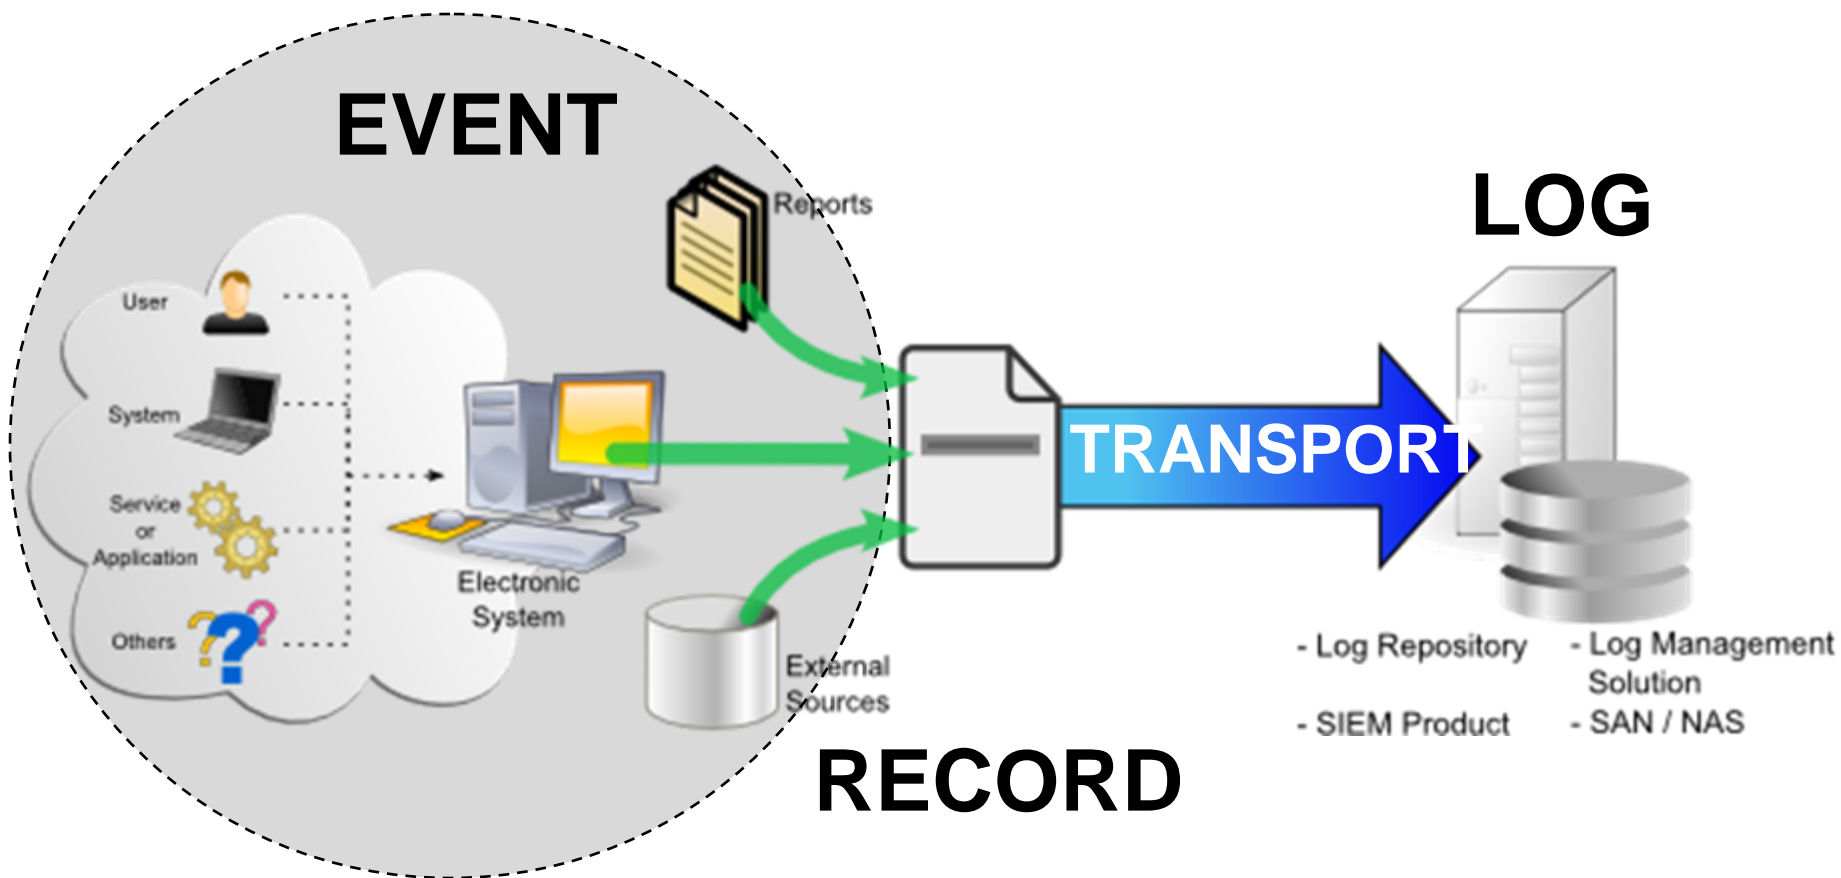 EVENT
Reports
User
System
Service
or
Application
Others
Electronic
System
External
Sources
RECORD
TRANSPORT
LOG
- Log Repository
- SIEM Product
- Log Management
Solution
- SAN / NAS